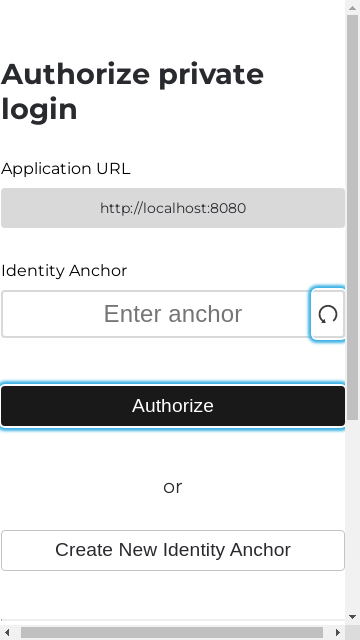 Authorize private
login
Application URL
http://localhost:8080
Identity Anchor
Enter anchor
Authorize
or
Create New Identity Anchor